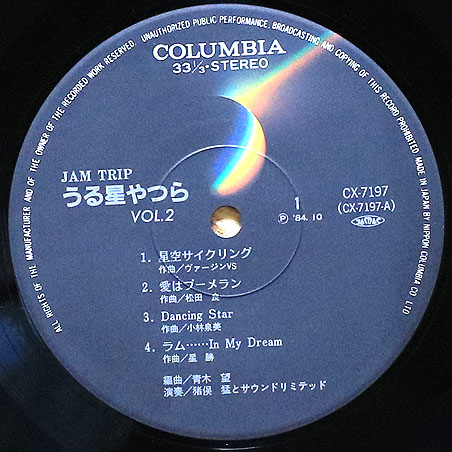 ALL RIGHTS OF THE MANUFACTURER AND OF THE OWNER OF THE RECORDED WORK RESERVED. UNAUTHORIZED PUBLIC PERFORMANCE, BROADCASTING AND COPYING OF THIS RECORD PROHIBITED MADE IN JAPAN BY NIPPON COLUMBIA CO LTD
COLUMBIA
33 1/3・STEREO
JAM TRIP
うる星やつら
VOL.2
1
Ⓟ '84. 10
CX-7197
(CX-7197-A)
1. 星空サイクリング
作曲/ヴァージンVS
2. 愛はブーメラン
作曲/松田 良
3. Dancing Star
作曲/小林泉美
4. ラム……In My Dream
作曲/星 勝
編曲/青木 望
演奏/猪俣 猛とサウンドリミテッド